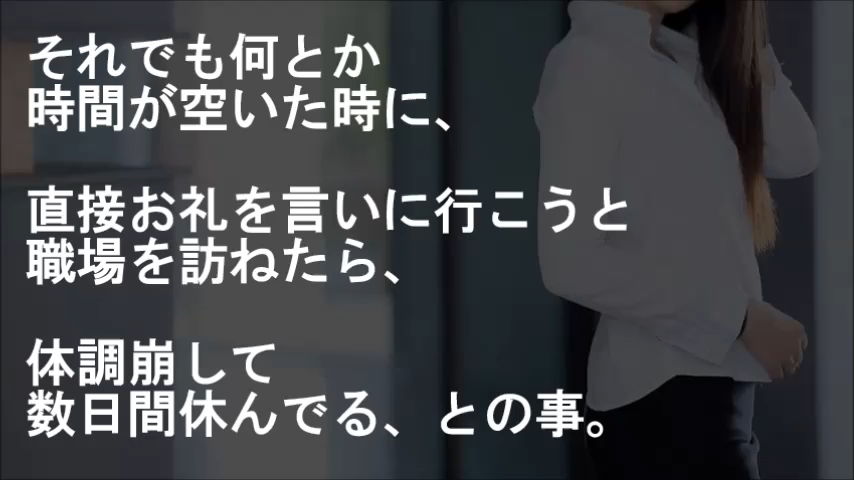 それでも何とか
時間が空いた時に、
直接お礼を言いに行こうと
職場を訪ねたら、
体調崩して
数日間休んでる、との事。